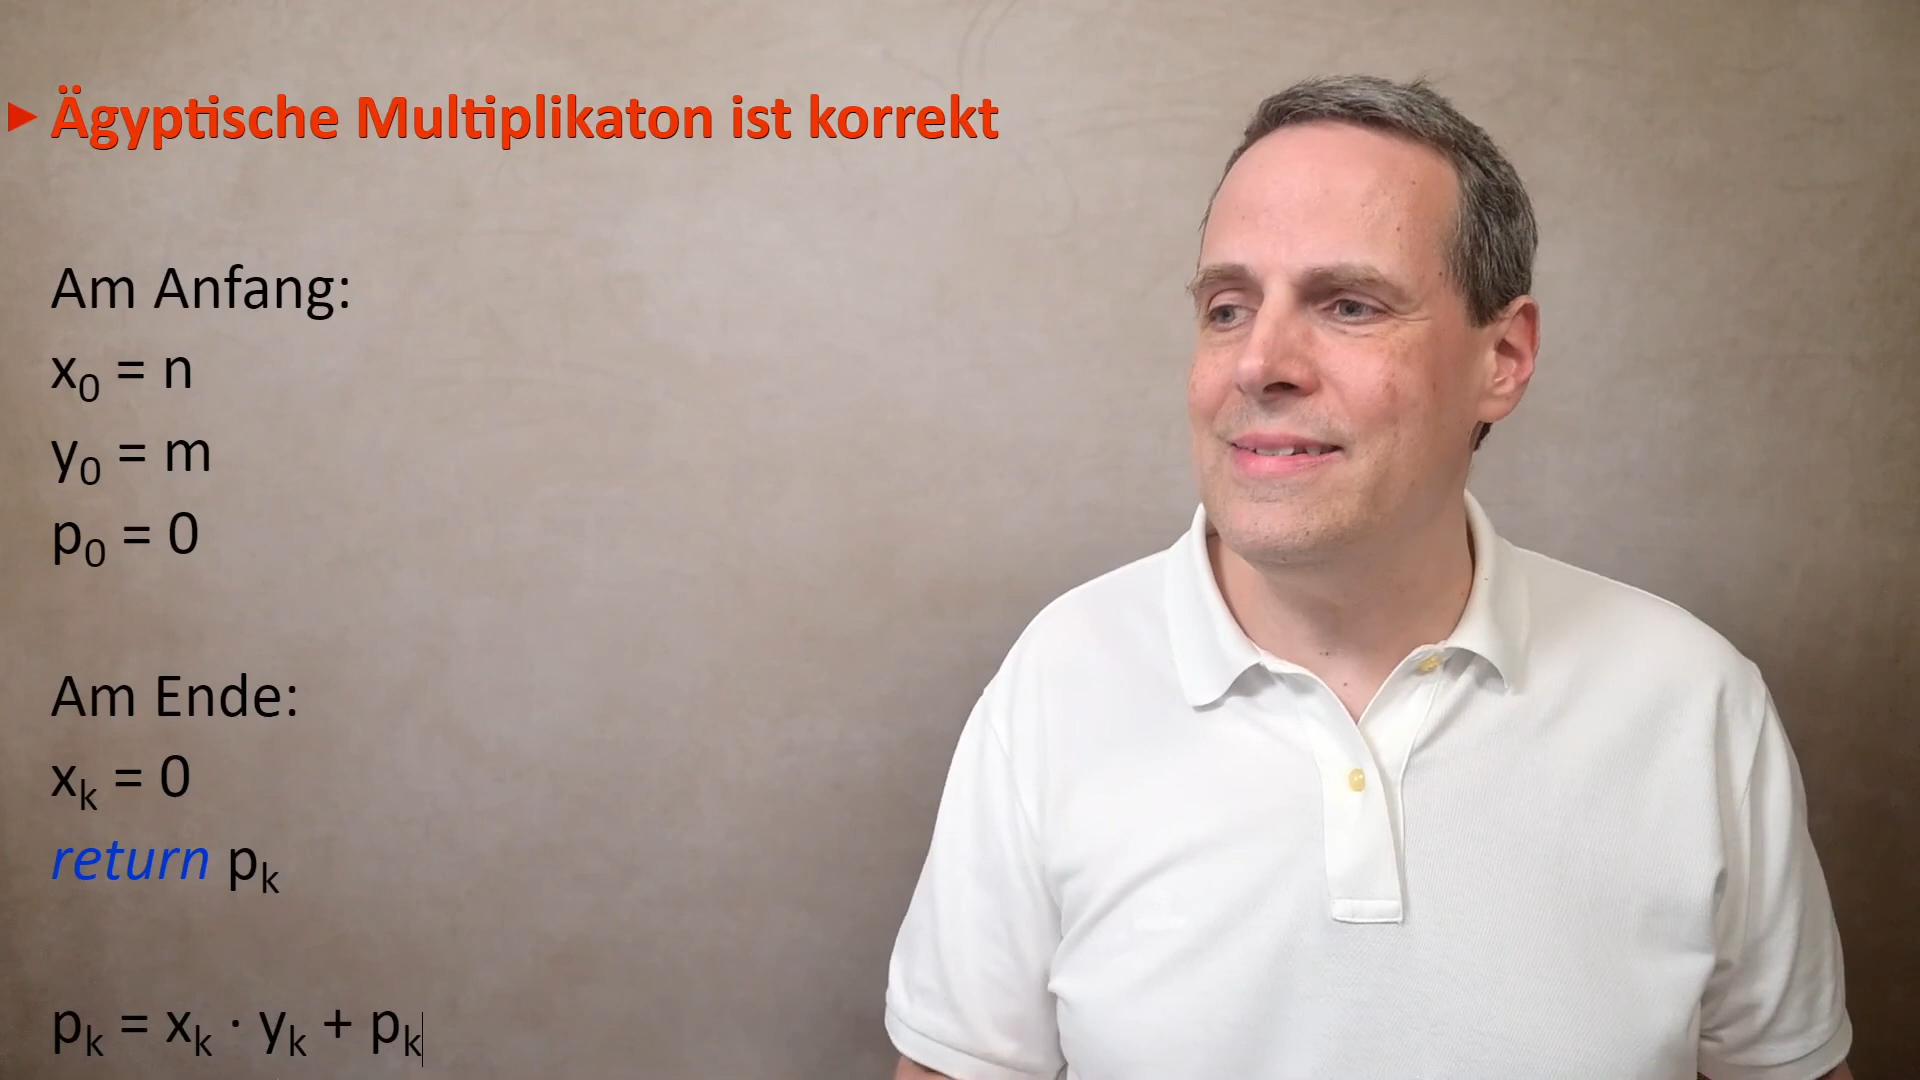 Ägyptische Multiplikaton ist korrekt
Am Anfang:
x₀ = n
y₀ = m
p₀ = 0
Am Ende:
xₖ = 0
return pₖ
pₖ = xₖ · yₖ + pₖ